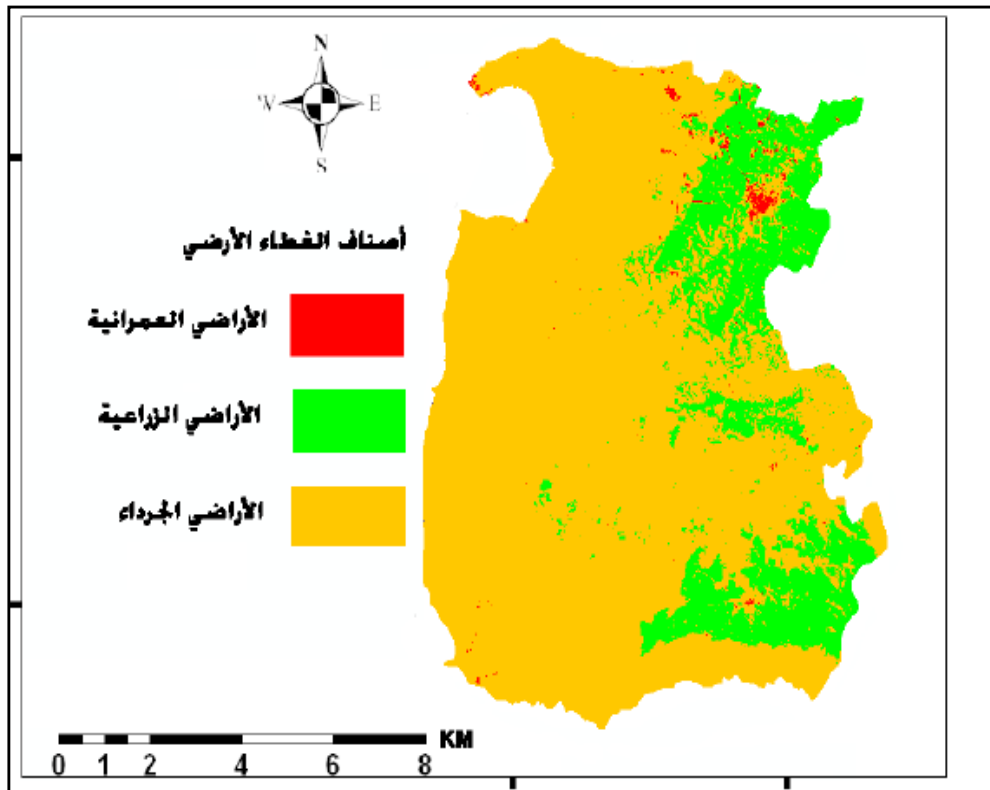 N
W E
S
أصناف الغطاء الأرضي
الأراضي العمرانية
الأراضي الزراعية
الأراضي الجرداء
KM
0 1 2 4 6 8